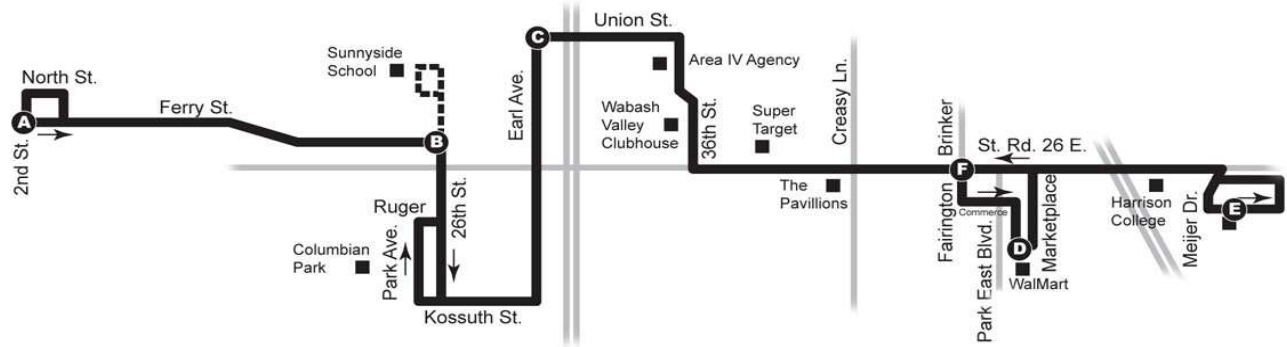 North St.
A
2nd St.
Ferry St.
Sunnyside
School
B
26th St.
Ruger
Park Ave.
Columbian
Park
Kossuth St.
Earl Ave.
C
Union St.
Area IV Agency
Wabash
Valley
Clubhouse
36th St.
Super
Target
The
Pavillions
Creasy Ln.
Brinker
F
St. Rd. 26 E.
Fairington
Commerce
Park East Blvd.
D
WalMart
Marketplace
Harrison
College
Meijer Dr.
E